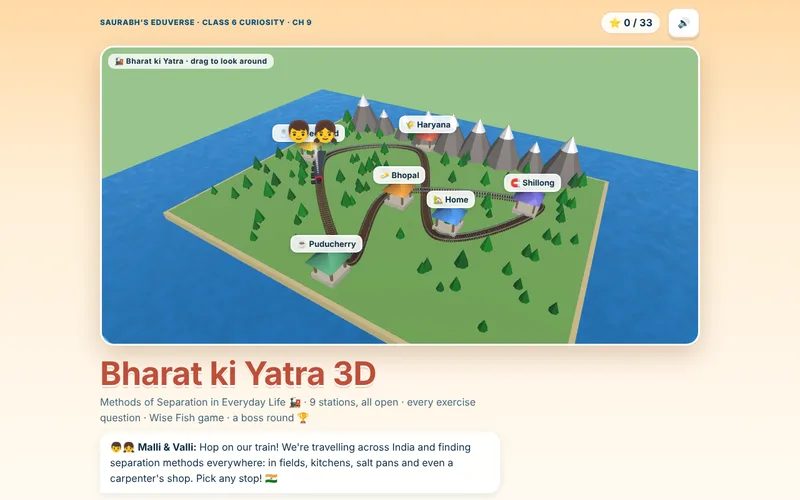 SAURABH'S EDUVERSE · CLASS 6 CURIOSITY · CH 9
⭐ 0 / 33
🚂 Bharat ki Yatra · drag to look around
🌾 Haryana
🪔 Bhopal
🧲 Shillong
🏡 Home
☕ Puducherry
Bharat ki Yatra 3D
Methods of Separation in Everyday Life 🚂 · 9 stations, all open · every exercise
question · Wise Fish game · a boss round 🏆
👦👧 Malli & Valli: Hop on our train! We're travelling across India and finding
separation methods everywhere: in fields, kitchens, salt pans and even a
carpenter's shop. Pick any stop! 🇮🇳